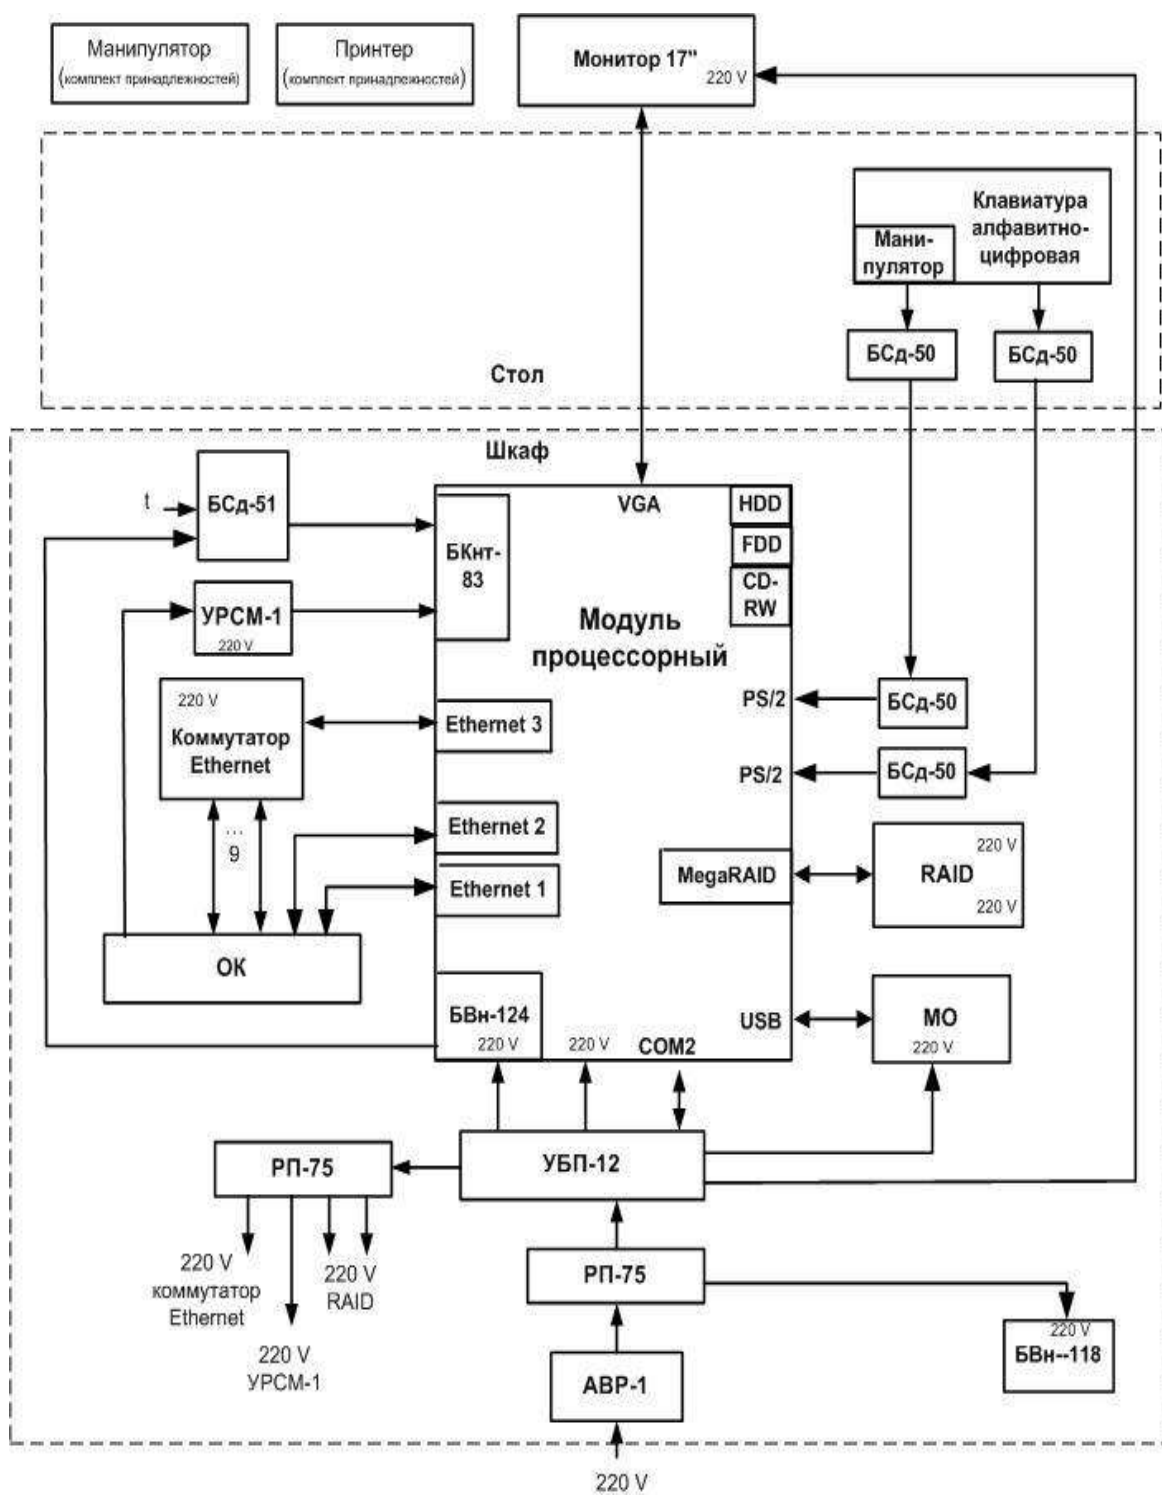 Манипулятор
(комплект принадлежностей)
Принтер
(комплект принадлежностей)
Монитор 17"
220 V
Клавиатура
алфавитно-
цифровая
Мани-
пулятор
БСд-50
БСд-50
Стол
Шкаф
БСд-51
t
VGA
HDD
FDD
CD-
RW
БКнт-
83
УРСМ-1
220 V
Модуль
процессорный
220 V
Коммутатор
Ethernet
Ethernet 3
PS/2
БСд-50
PS/2
БСд-50
...
9
Ethernet 2
Ethernet 1
MegaRAID
220 V
RAID
220 V
ОК
БВн-124
220 V
220 V
COM2
USB
МО
220 V
РП-75
УБП-12
220 V
коммутатор
Ethernet
220 V
RAID
220 V
УРСМ-1
РП-75
220 V
БВн--118
АВР-1
220 V